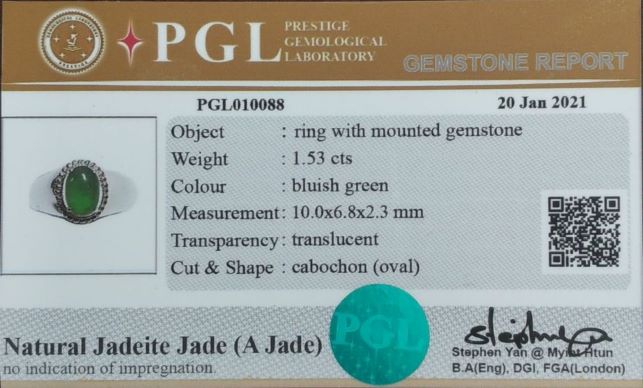 PGL
PRESTIGE
GEMOLOGICAL
LABORATORY
GEMSTONE REPORT
PGL010088
20 Jan 2021
Object : ring with mounted gemstone
Weight : 1.53 cts
Colour : bluish green
Measurement: 10.0x6.8x2.3 mm
Transparency: translucent
Cut & Shape : cabochon (oval)
PGL
Natural Jadeite Jade (A Jade)
no indication of impregnation.
Stephen Yan @ Myint Htun
B.A(Eng), DGI, FGA(London)